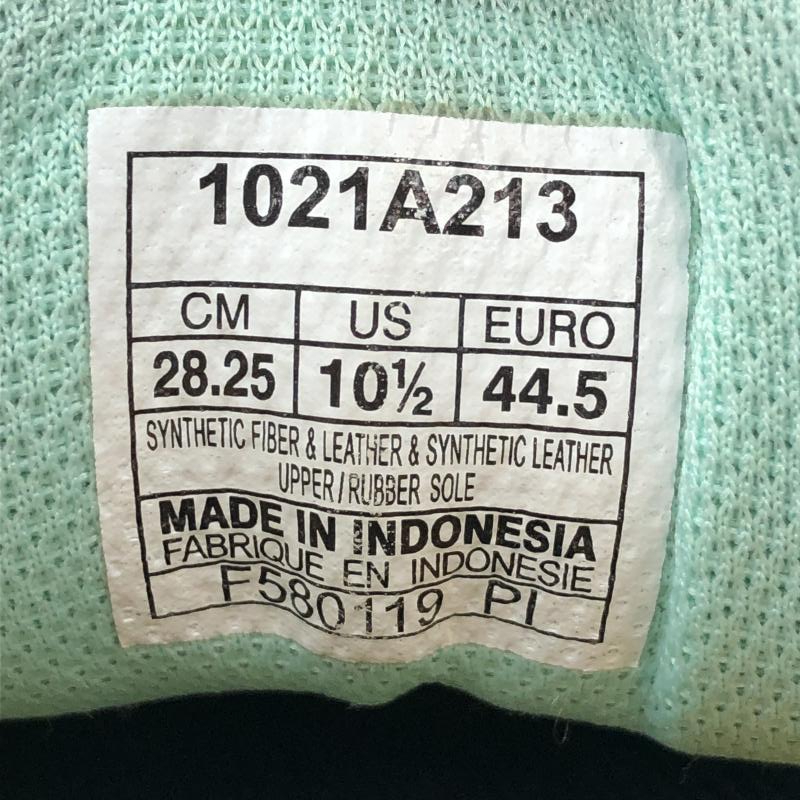 1021A213
CM US EURO
28.25 10½ 44.5
SYNTHETIC FIBER & LEATHER & SYNTHETIC LEATHER
UPPER / RUBBER SOLE
MADE IN INDONESIA
FABRIQUE EN INDONESIE
F580119 PI